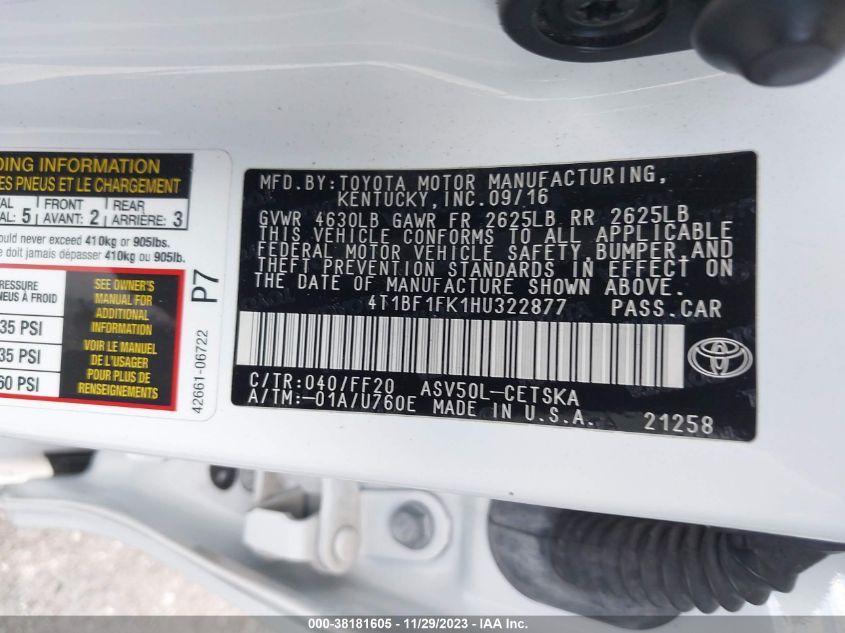 DING INFORMATION
ES PNEUS ET LE CHARGEMENT
TAL 5 FRONT 2 REAR 3
AL: AVANT: ARRIÈRE:
ould never exceed 410kg or 905lbs.
e doit jamais dépasser 410kg ou 905lb.
RESSURE
NEUS À FROID
35 PSI
35 PSI
60 PSI
SEE OWNER'S
MANUAL FOR
ADDITIONAL
INFORMATION
VOIR LE MANUEL
DE L'USAGER
POUR PLUS DE
RENSEIGNEMENTS
P7
42661-06722
MFD.BY:TOYOTA MOTOR MANUFACTURING,
KENTUCKY,INC.09/16
GVWR 4630LB GAWR FR 2625LB RR 2625LB
THIS VEHICLE CONFORMS TO ALL APPLICABLE
FEDERAL MOTOR VEHICLE SAFETY,BUMPER,AND
THEFT PREVENTION STANDARDS IN EFFECT ON
THE DATE OF MANUFACTURE SHOWN ABOVE.
4T1BF1FK1HU322877 PASS.CAR
C/TR:040/FF20 ASV50L-CETSKA
A/TM:-01A/U760E MADE IN U.S.A.
21258
000-38181605 - 11/29/2023 - IAA Inc.